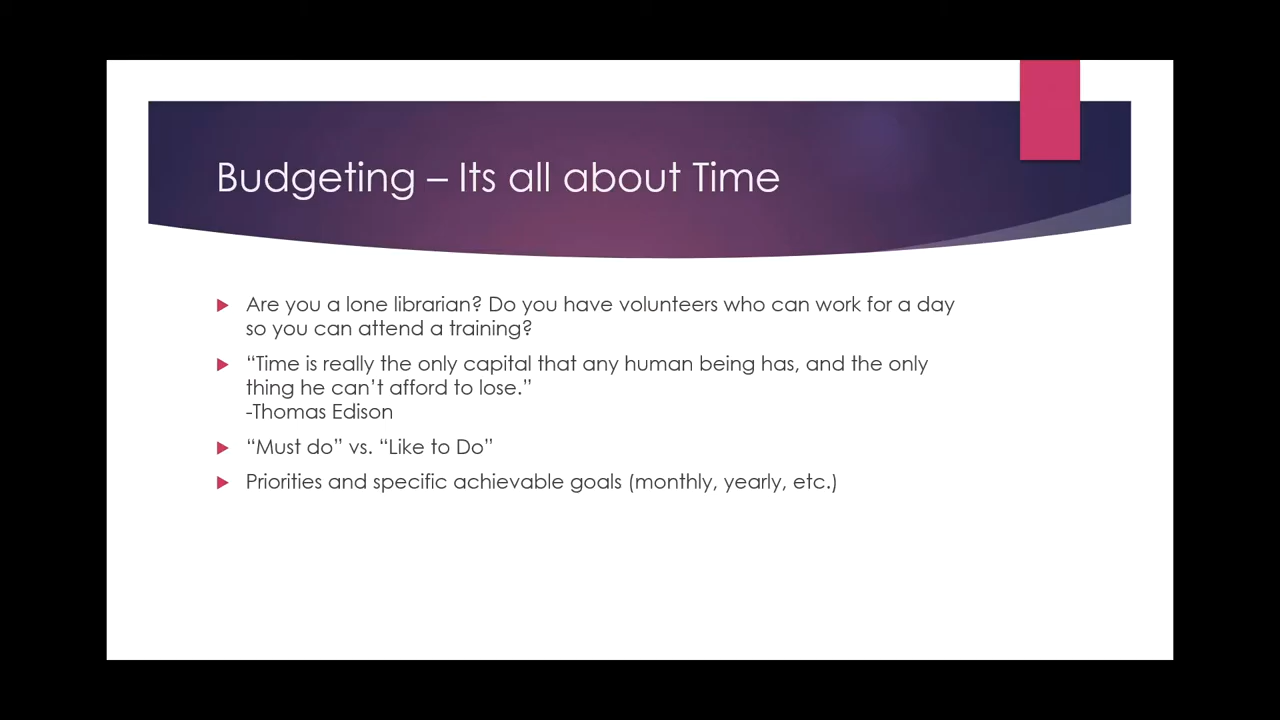 Budgeting – Its all about Time
Are you a lone librarian? Do you have volunteers who can work for a day
so you can attend a training?
“Time is really the only capital that any human being has, and the only
thing he can’t afford to lose.”
-Thomas Edison
“Must do” vs. “Like to Do”
Priorities and specific achievable goals (monthly, yearly, etc.)